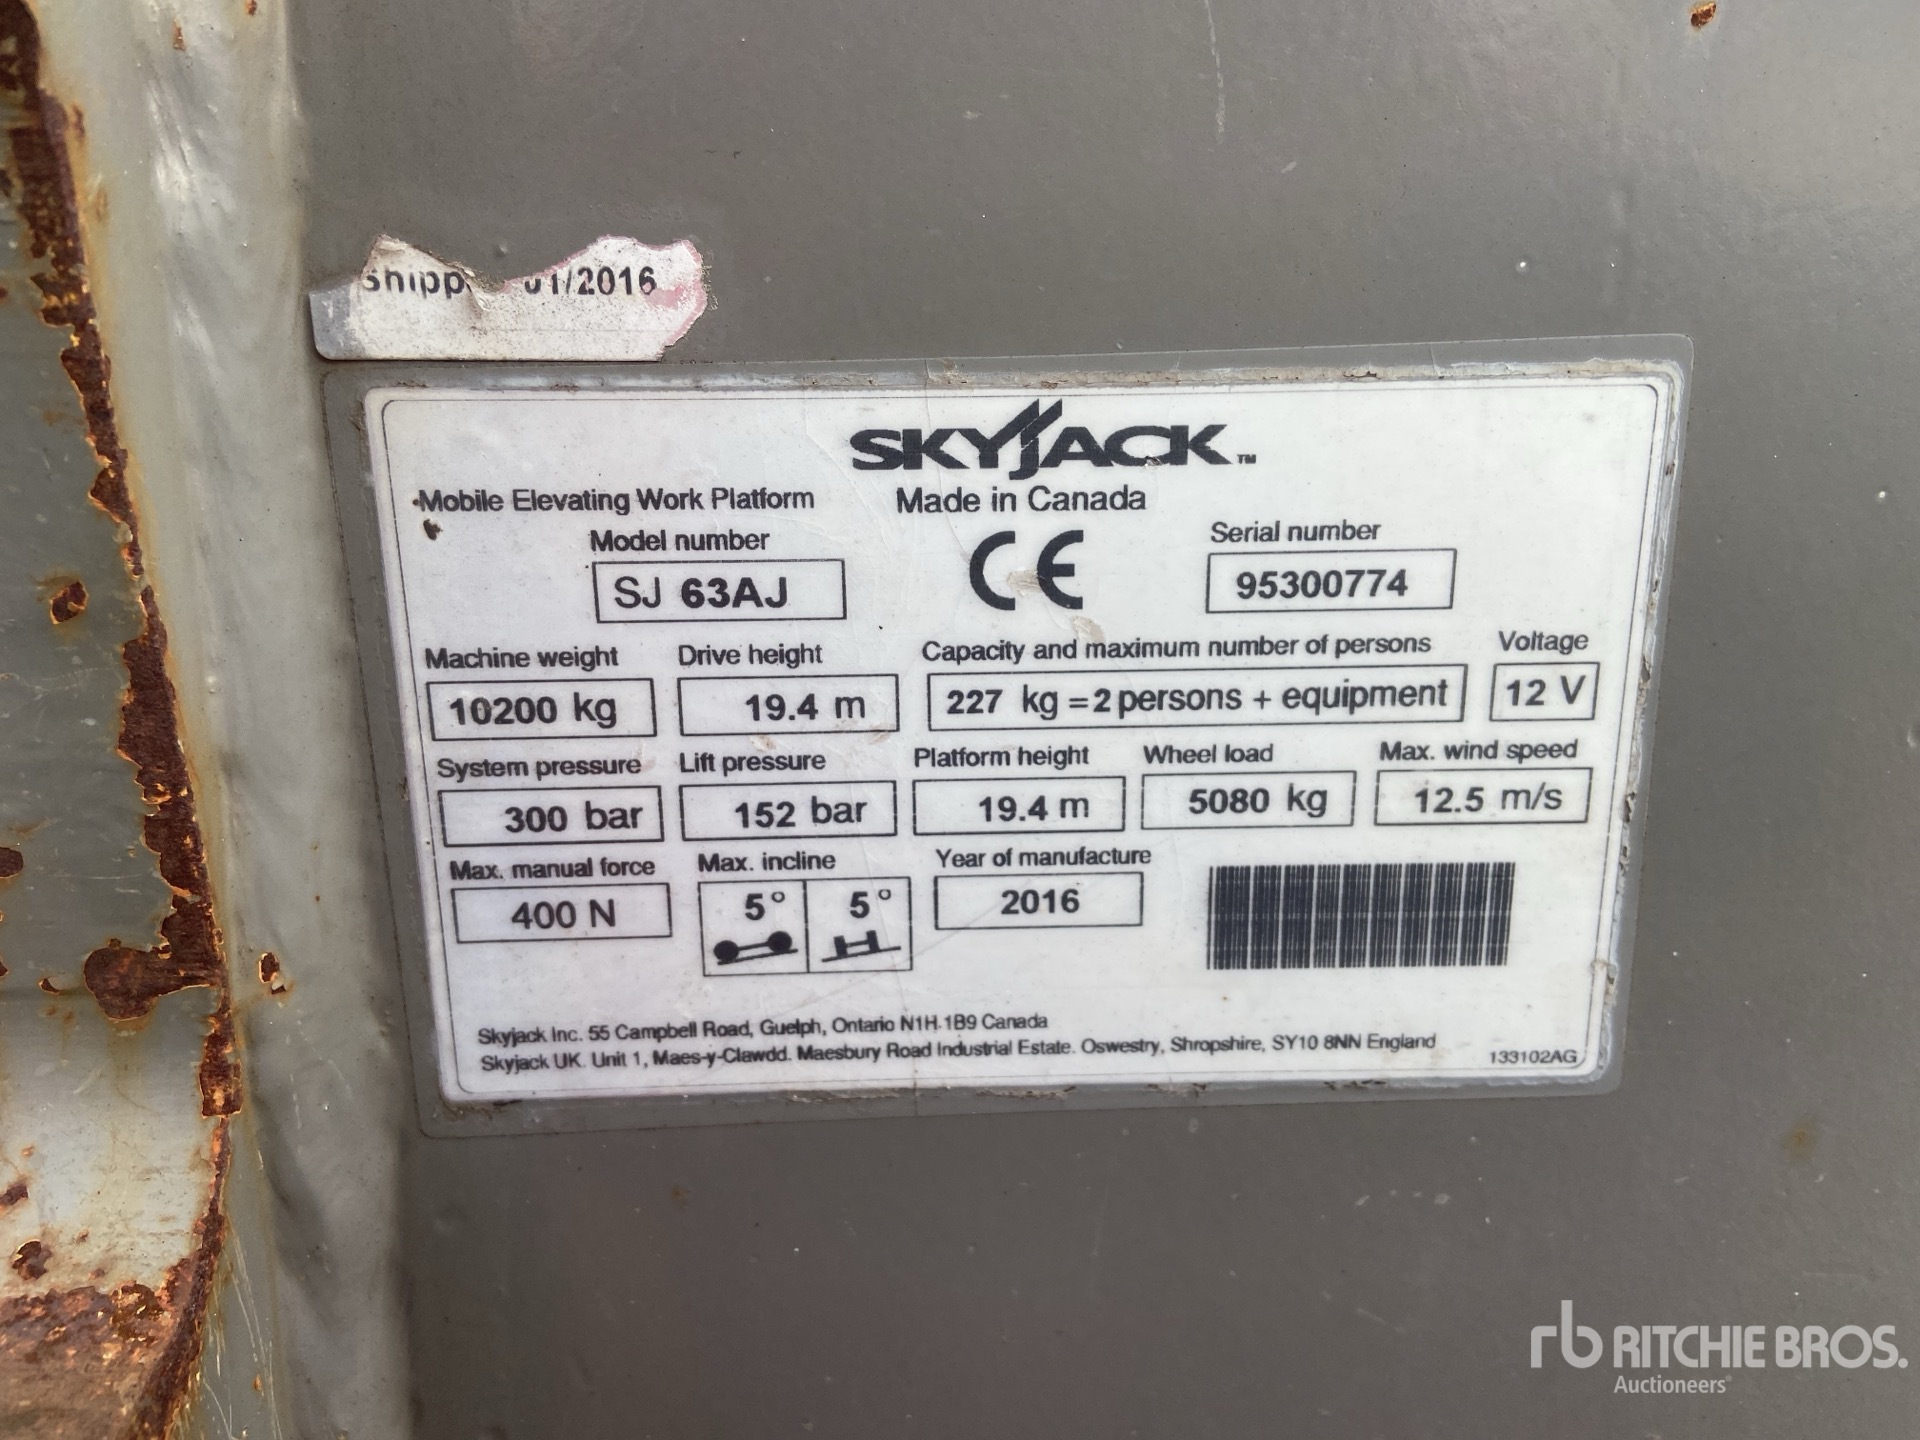 Shipp 01/2016
SKYJACK™
Mobile Elevating Work Platform Made in Canada
Model number CE Serial number
SJ 63AJ 95300774
Machine weight Drive height Capacity and maximum number of persons Voltage
10200 kg 19.4 m 227 kg = 2 persons + equipment 12 V
System pressure Lift pressure Platform height Wheel load Max. wind speed
300 bar 152 bar 19.4 m 5080 kg 12.5 m/s
Max. manual force Max. incline Year of manufacture
400 N 5° 5° 2016
Skyjack Inc. 55 Campbell Road, Guelph, Ontario N1H 1B9 Canada
Skyjack UK. Unit 1, Maes-y-Clawdd. Maesbury Road Industrial Estate. Oswestry, Shropshire, SY10 8NN England
133102AG
rb RITCHIE BROS.
Auctioneers